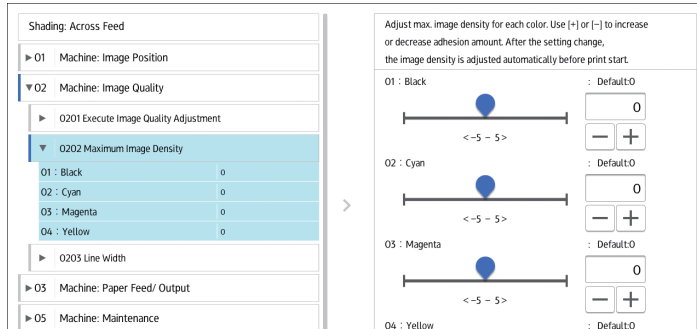 Shading: Across Feed
▶ 01 Machine: Image Position
▼ 02 Machine: Image Quality
▶ 0201 Execute Image Quality Adjustment
▼ 0202 Maximum Image Density
01 : Black 0
02 : Cyan 0
03 : Magenta 0
04 : Yellow 0
▶ 0203 Line Width
▶ 03 Machine: Paper Feed/ Output
▶ 05 Machine: Maintenance
Adjust max. image density for each color. Use [+] or [−] to increase
or decrease adhesion amount. After the setting change,
the image density is adjusted automatically before print start.
01 : Black : Default:0
0
< −5 − 5 >
02 : Cyan : Default:0
0
< −5 − 5 >
03 : Magenta : Default:0
0
< −5 − 5 >
04 : Yellow : Default:0